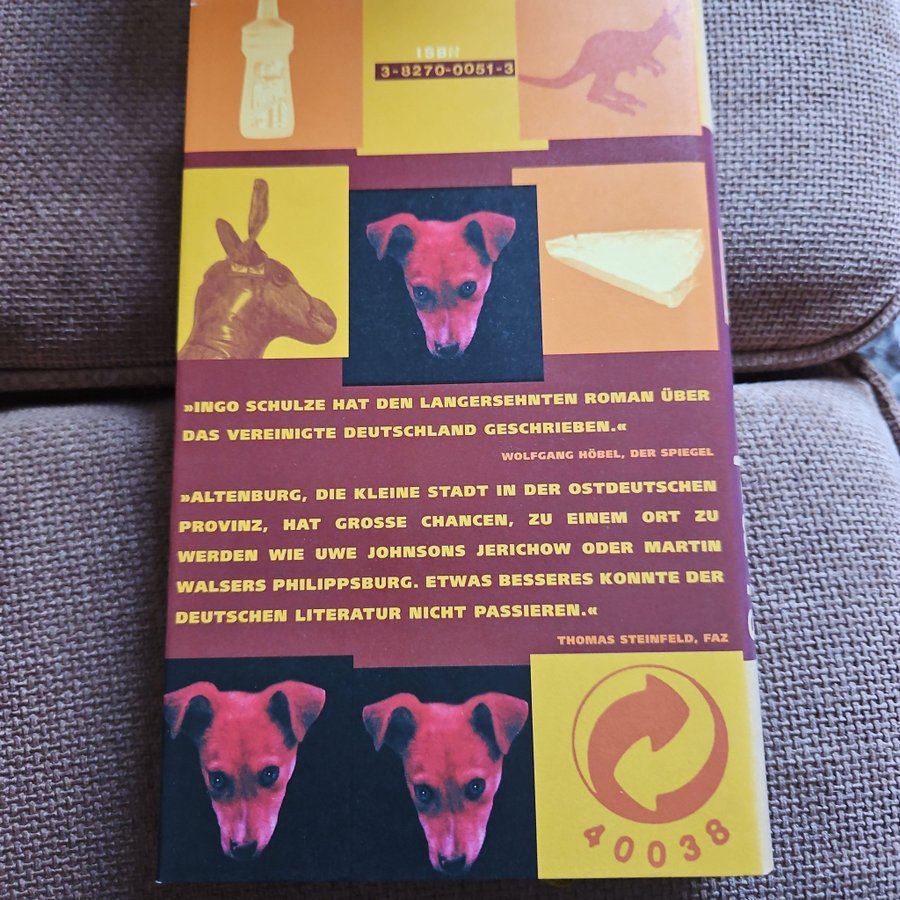 ISBN
3-8270-0051-3
»INGO SCHULZE HAT DEN LANGERSEHNTEN ROMAN ÜBER
DAS VEREINIGTE DEUTSCHLAND GESCHRIEBEN.«
WOLFGANG HÖBEL, DER SPIEGEL
»ALTENBURG, DIE KLEINE STADT IN DER OSTDEUTSCHEN
PROVINZ, HAT GROSSE CHANCEN, ZU EINEM ORT ZU
WERDEN WIE UWE JOHNSONS JERICHOW ODER MARTIN
WALSERS PHILIPPSBURG. ETWAS BESSERES KONNTE DER
DEUTSCHEN LITERATUR NICHT PASSIEREN.«
THOMAS STEINFELD, FAZ
40038